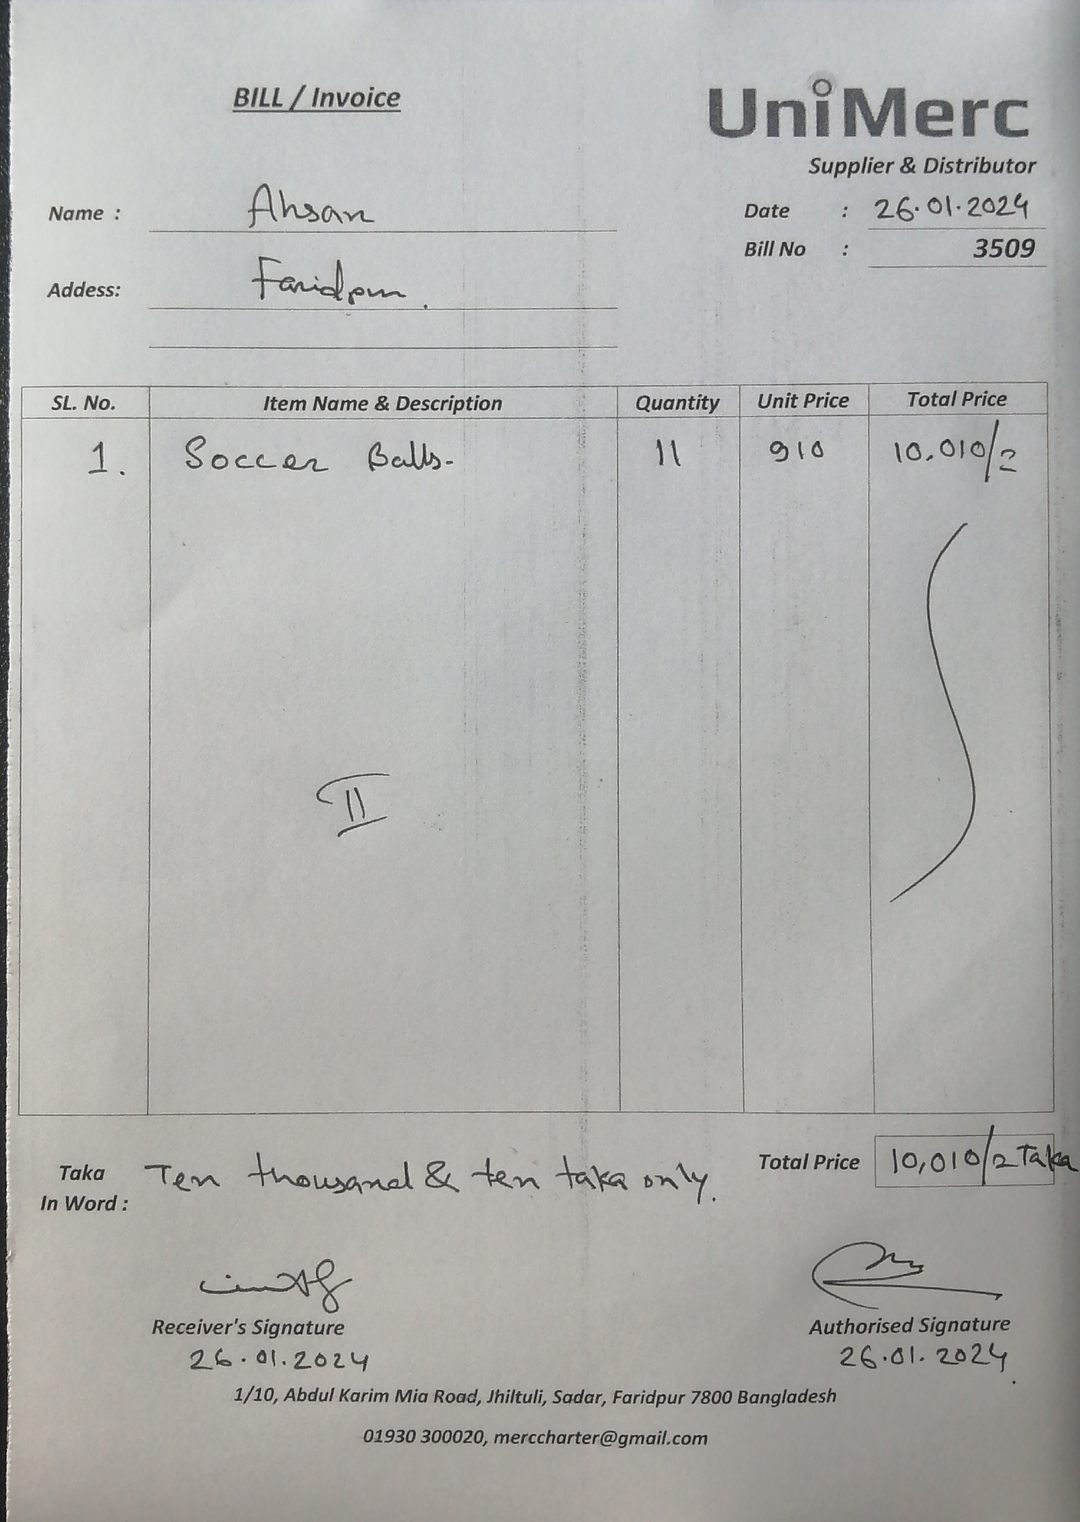 BILL / Invoice
UniMerc
Supplier & Distributor
Name : Ahsan
Date : 26.01.2024
Bill No : 3509
Addess: Faridpur.
SL. No. Item Name & Description Quantity Unit Price Total Price
1. Soccer Balls- 11 910 10,010/2
11
Taka In Word : Ten thousand & ten taka only.
Total Price 10,010/2 Taka
Receiver's Signature
26.01.2024
Authorised Signature
26.01.2024
1/10, Abdul Karim Mia Road, Jhiltuli, Sadar, Faridpur 7800 Bangladesh
01930 300020, merccharter@gmail.com